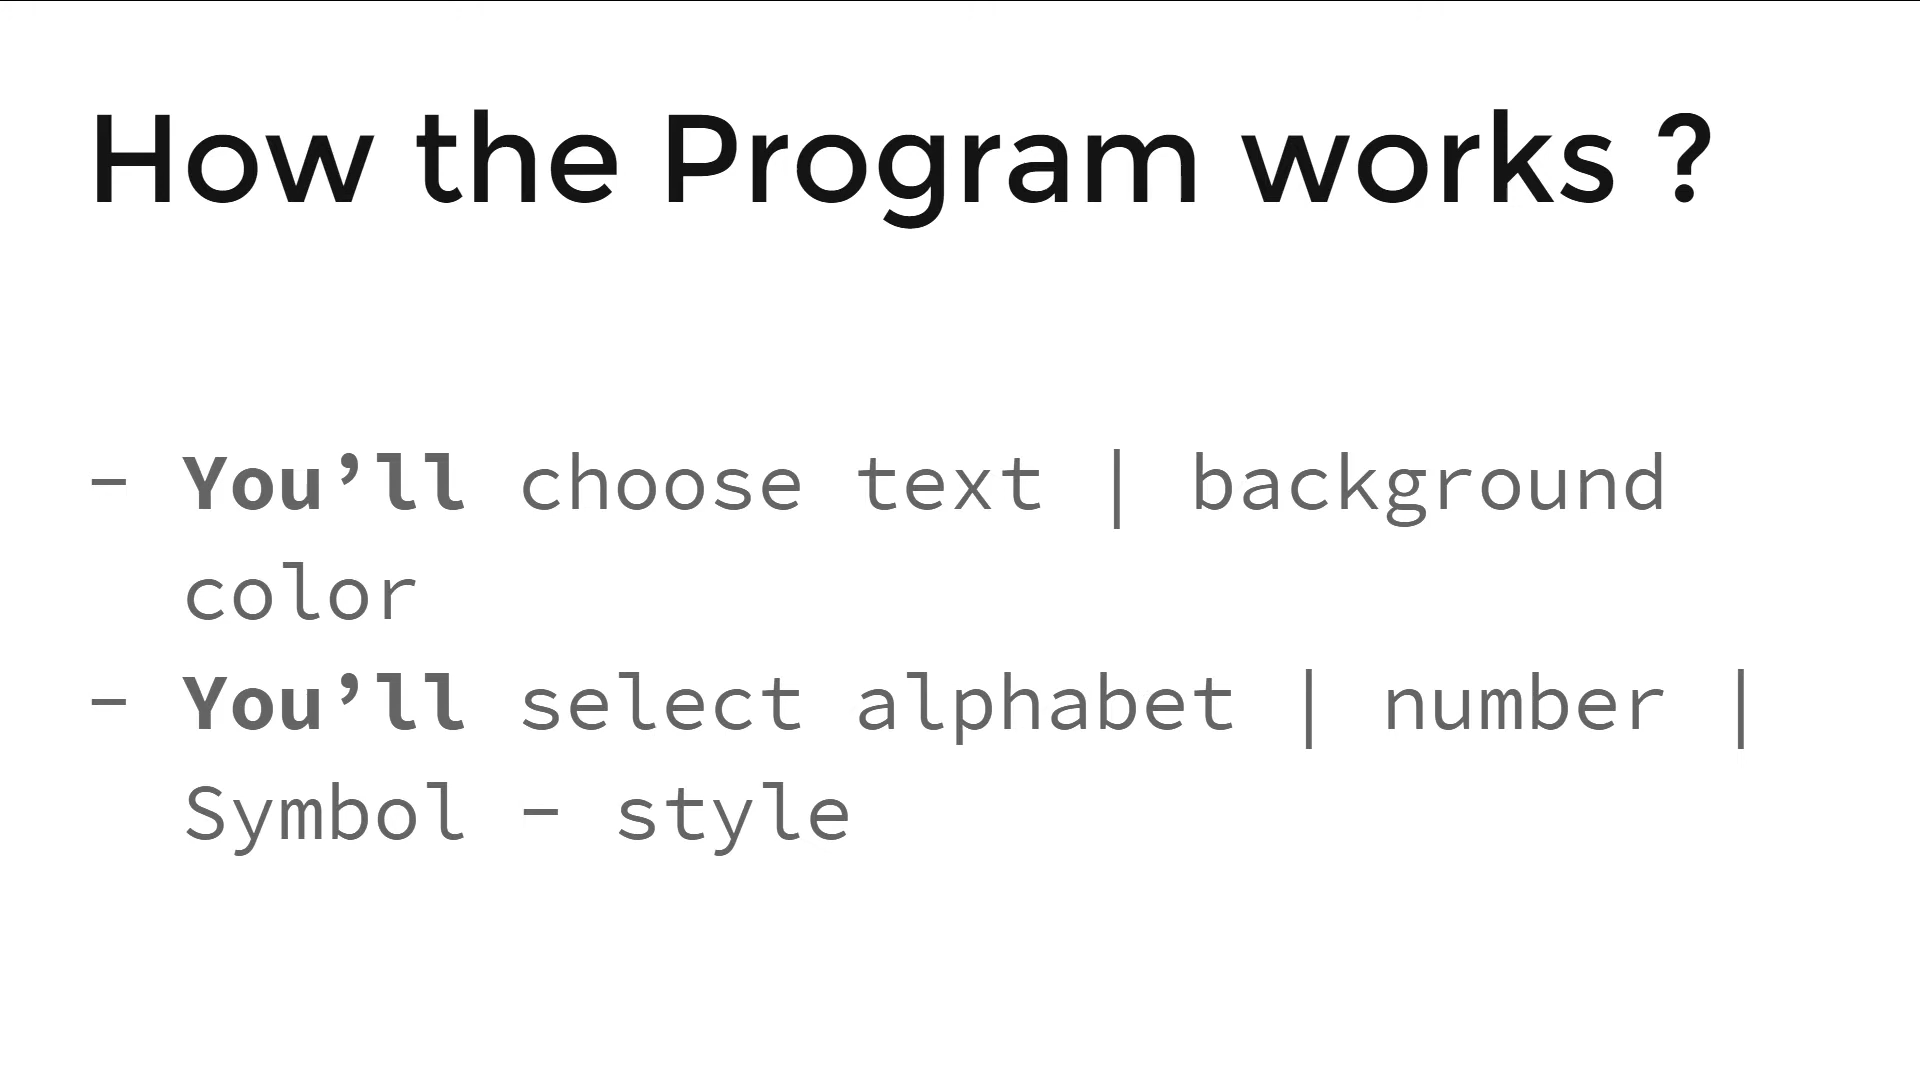 How the Program works ?
- You’ll choose text | background
color
- You’ll select alphabet | number |
Symbol - style